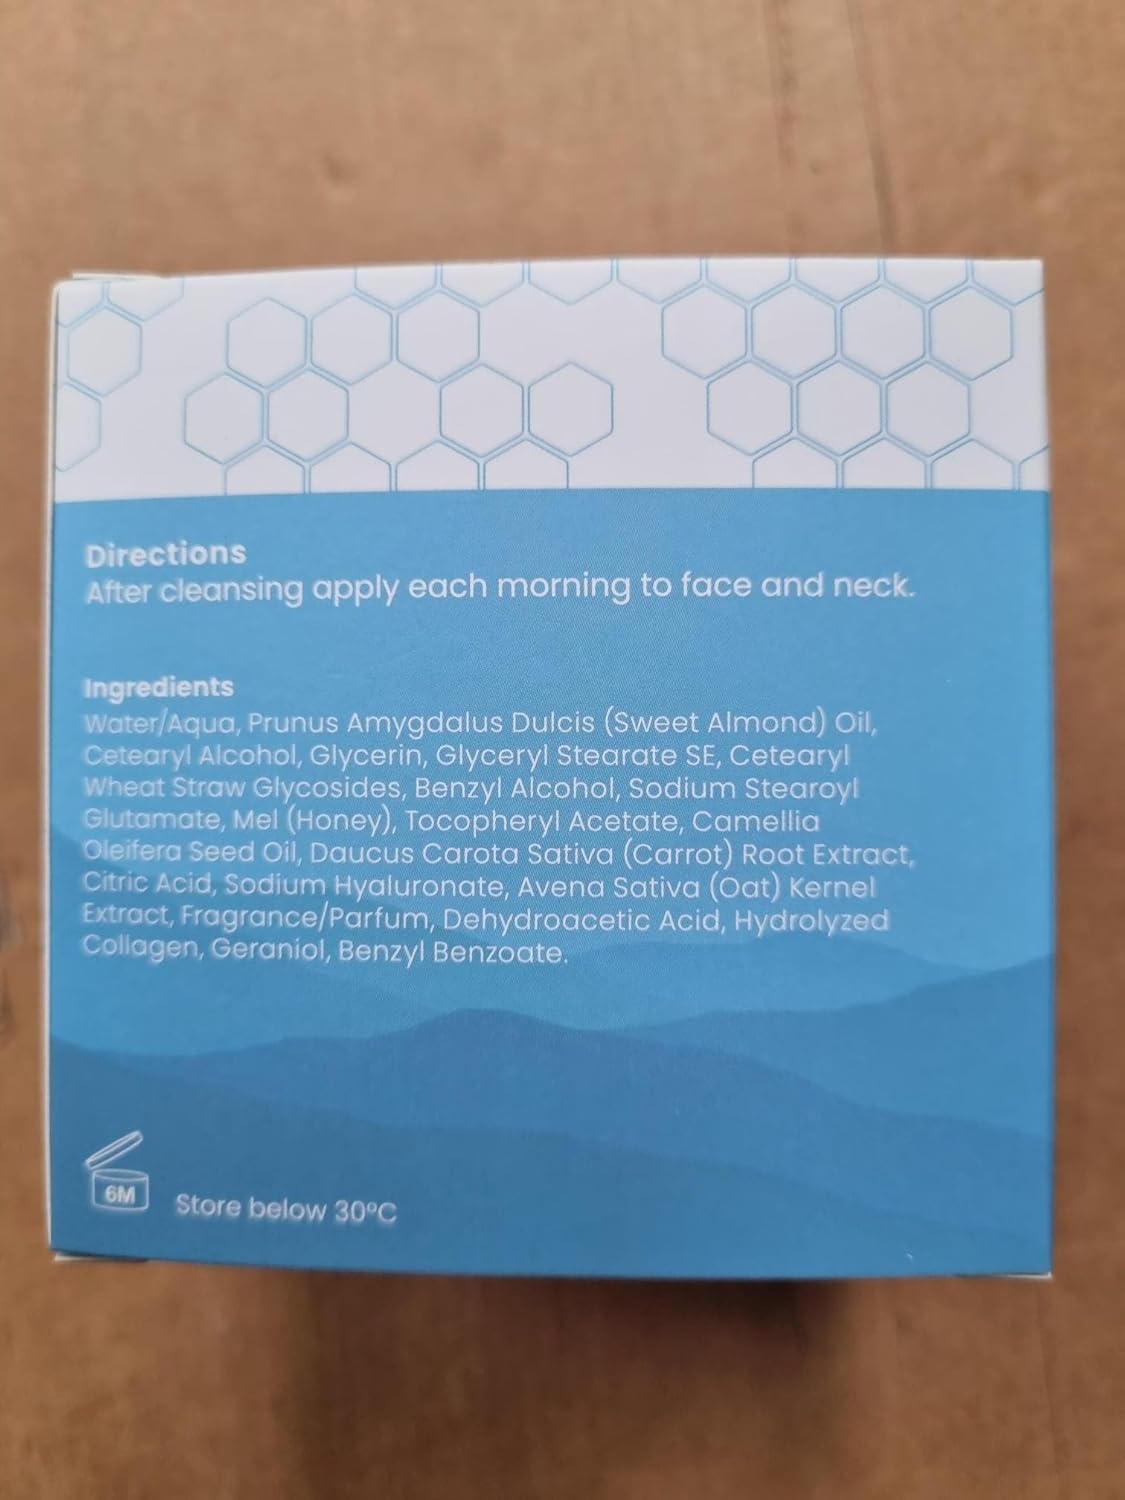 Directions
After cleansing apply each morning to face and neck.
Ingredients
Water/Aqua, Prunus Amygdalus Dulcis (Sweet Almond) Oil,
Cetearyl Alcohol, Glycerin, Glyceryl Stearate SE, Cetearyl
Wheat Straw Glycosides, Benzyl Alcohol, Sodium Stearoyl
Glutamate, Mel (Honey), Tocopheryl Acetate, Camellia
Oleifera Seed Oil, Daucus Carota Sativa (Carrot) Root Extract,
Citric Acid, Sodium Hyaluronate, Avena Sativa (Oat) Kernel
Extract, Fragrance/Parfum, Dehydroacetic Acid, Hydrolyzed
Collagen, Geraniol, Benzyl Benzoate.
6M
Store below 30ºC